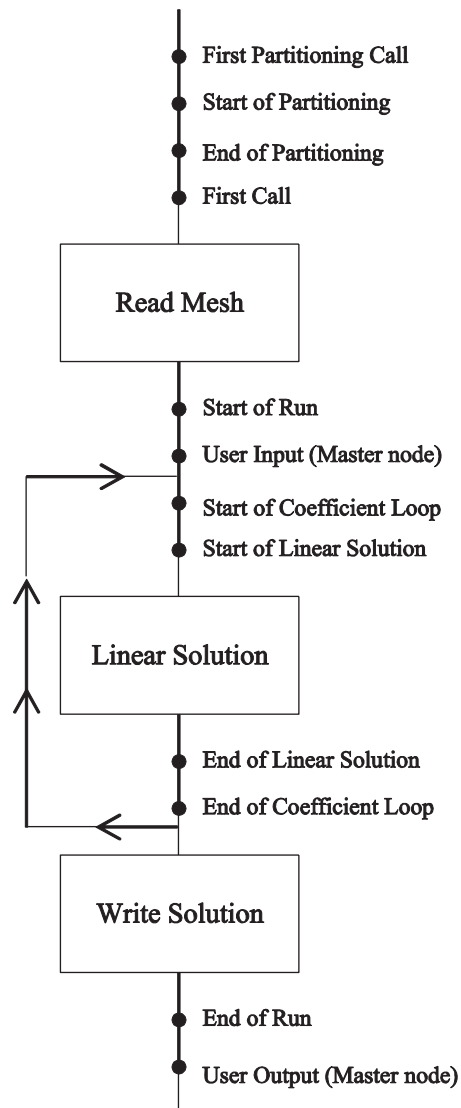 First Partitioning Call
Start of Partitioning
End of Partitioning
First Call
Read Mesh
Start of Run
User Input (Master node)
Start of Coefficient Loop
Start of Linear Solution
Linear Solution
End of Linear Solution
End of Coefficient Loop
Write Solution
End of Run
User Output (Master node)